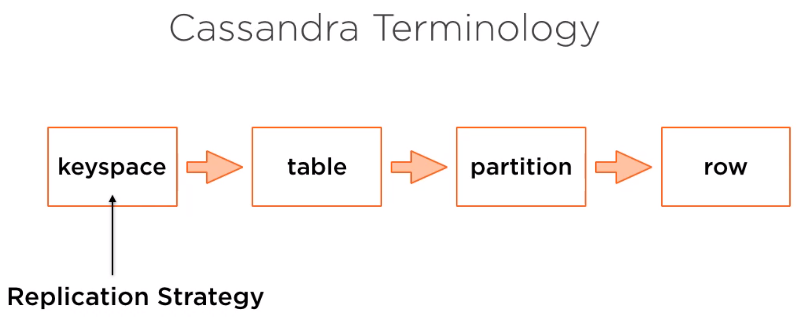 Cassandra Terminology
keyspace
table
partition
row
Replication Strategy